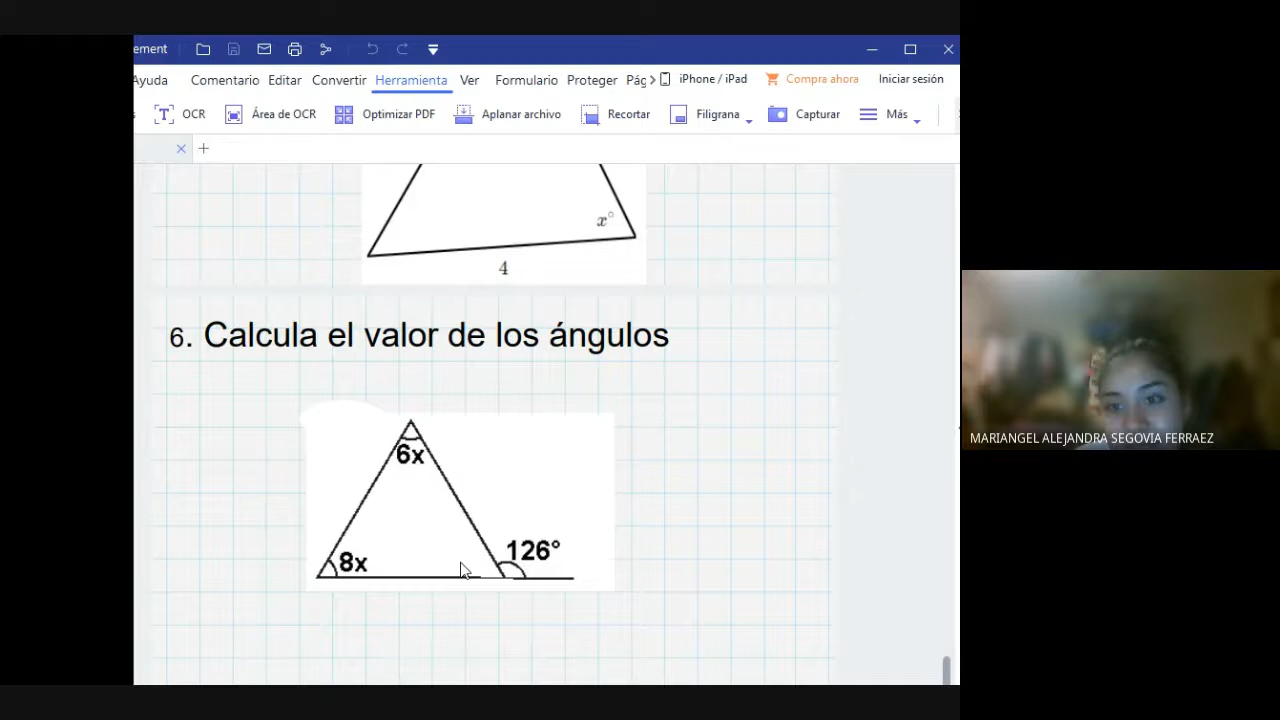 ement
Ayuda Comentario Editar Convertir Herramienta Ver Formulario Proteger Pág iPhone / iPad Compra ahora Iniciar sesión
OCR Área de OCR Optimizar PDF Aplanar archivo Recortar Filigrana Capturar Más
x°
4
6. Calcula el valor de los ángulos
6x
126°
8x
MARIANGEL ALEJANDRA SEGOVIA FERRAEZ